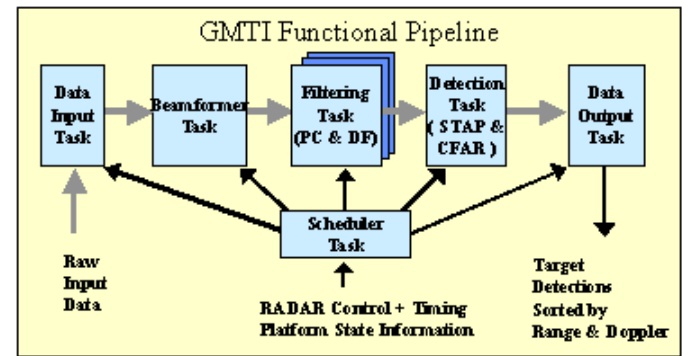 GMTI Functional Pipeline
Data
Input
Task
Beamformer
Task
Filtering
Task
(PC & DF)
Detection
Task
( STAP &
CFAR )
Data
Output
Task
Scheduler
Task
Raw
Input
Data
RADAR Control + Timing
Platform State Information
Target
Detections
Sorted by
Range & Doppler